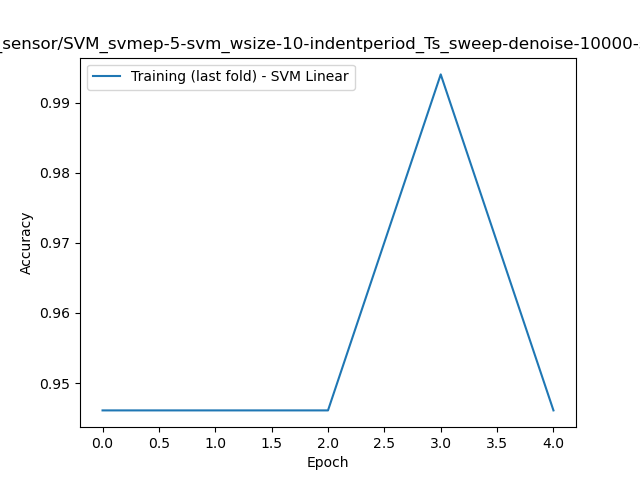 _sensor/SVM_svmep-5-svm_wsize-10-indentperiod_Ts_sweep-denoise-10000-
Training (last fold) - SVM Linear
0.99
0.98
0.97
0.96
0.95
Accuracy
0.0 0.5 1.0 1.5 2.0 2.5 3.0 3.5 4.0
Epoch